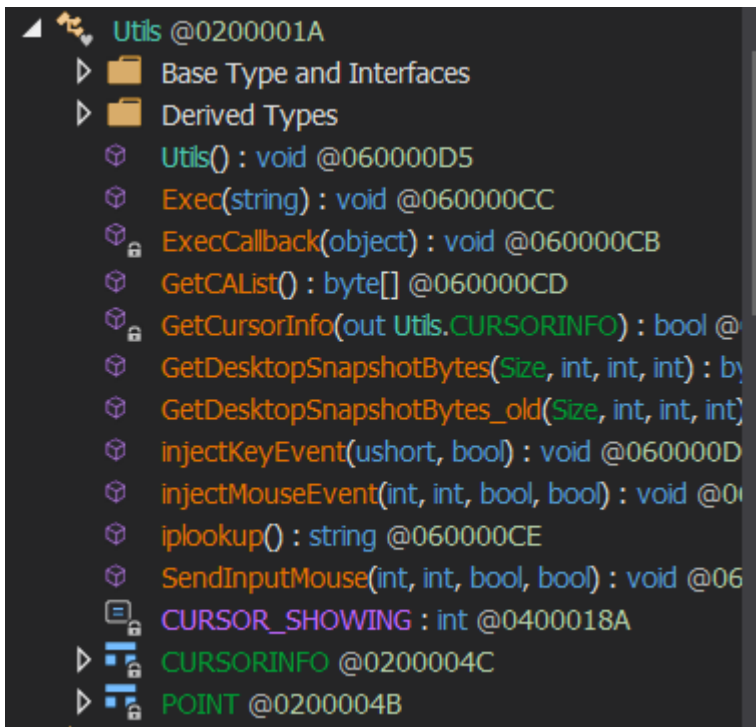 Utils @0200001A
Base Type and Interfaces
Derived Types
Utils() : void @060000D5
Exec(string) : void @060000CC
ExecCallback(object) : void @060000CB
GetCAList() : byte[] @060000CD
GetCursorInfo(out Utils.CURSORINFO) : bool @
GetDesktopSnapshotBytes(Size, int, int, int) : by
GetDesktopSnapshotBytes_old(Size, int, int, int)
injectKeyEvent(ushort, bool) : void @060000D
injectMouseEvent(int, int, bool, bool) : void @0
iplookup() : string @060000CE
SendInputMouse(int, int, bool, bool) : void @06
CURSOR_SHOWING : int @0400018A
CURSORINFO @0200004C
POINT @0200004B